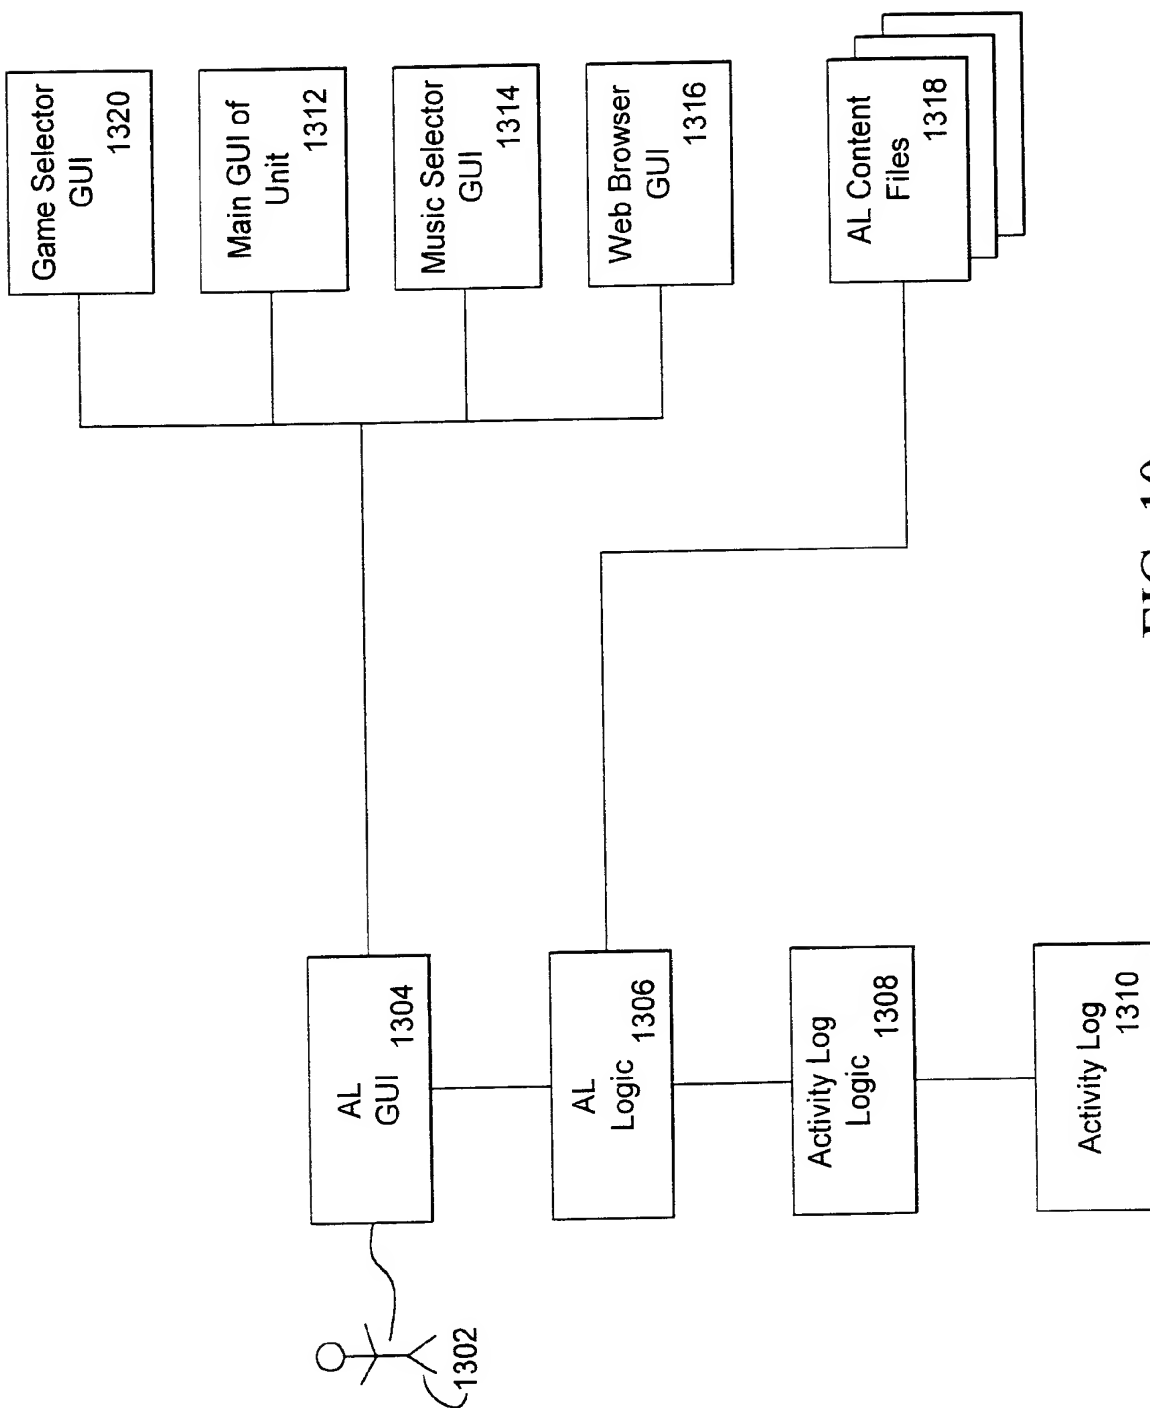 Game Selector
GUI
1320
Main GUI of
Unit
1312
Music Selector
GUI
1314
Web Browser
GUI
1316
AL Content
Files
1318
AL
GUI
1304
AL
Logic
1306
Activity Log
Logic
1308
Activity Log
1310
1302
FIG.